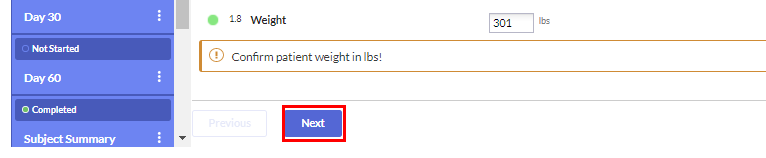 Day 30
Not Started
Day 60
Completed
Subject Summary
1.8 Weight 301 lbs
Confirm patient weight in lbs!
Previous Next